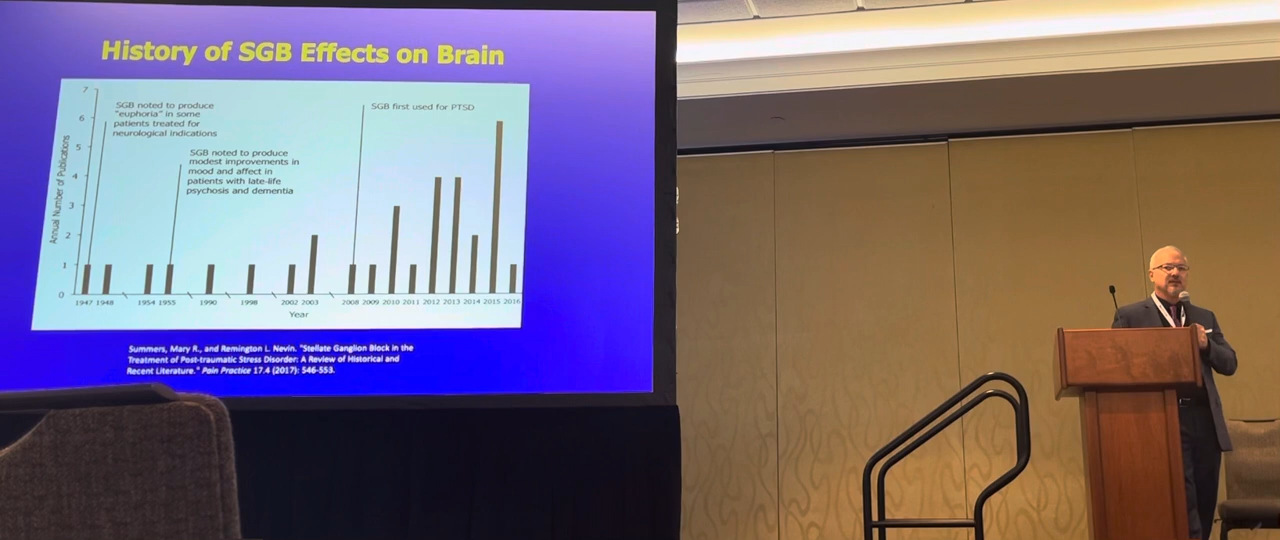 History of SGB Effects on Brain
7
6
5
4
3
2
1
0
Annual Number of Publications
SGB noted to produce
"euphoria" in some
patients treated for
neurological indications
SGB noted to produce
modest improvements in
mood and affect in
patients with late-life
psychosis and dementia
SGB first used for PTSD
1947 1948 1954 1955 1990 1998 2002 2003 2008 2009 2010 2011 2012 2013 2014 2015 2016
Year
Summers, Mary R., and Remington L. Nevin. "Stellate Ganglion Block in the
Treatment of Post-traumatic Stress Disorder: A Review of Historical and
Recent Literature." Pain Practice 17.4 (2017): 546-553.